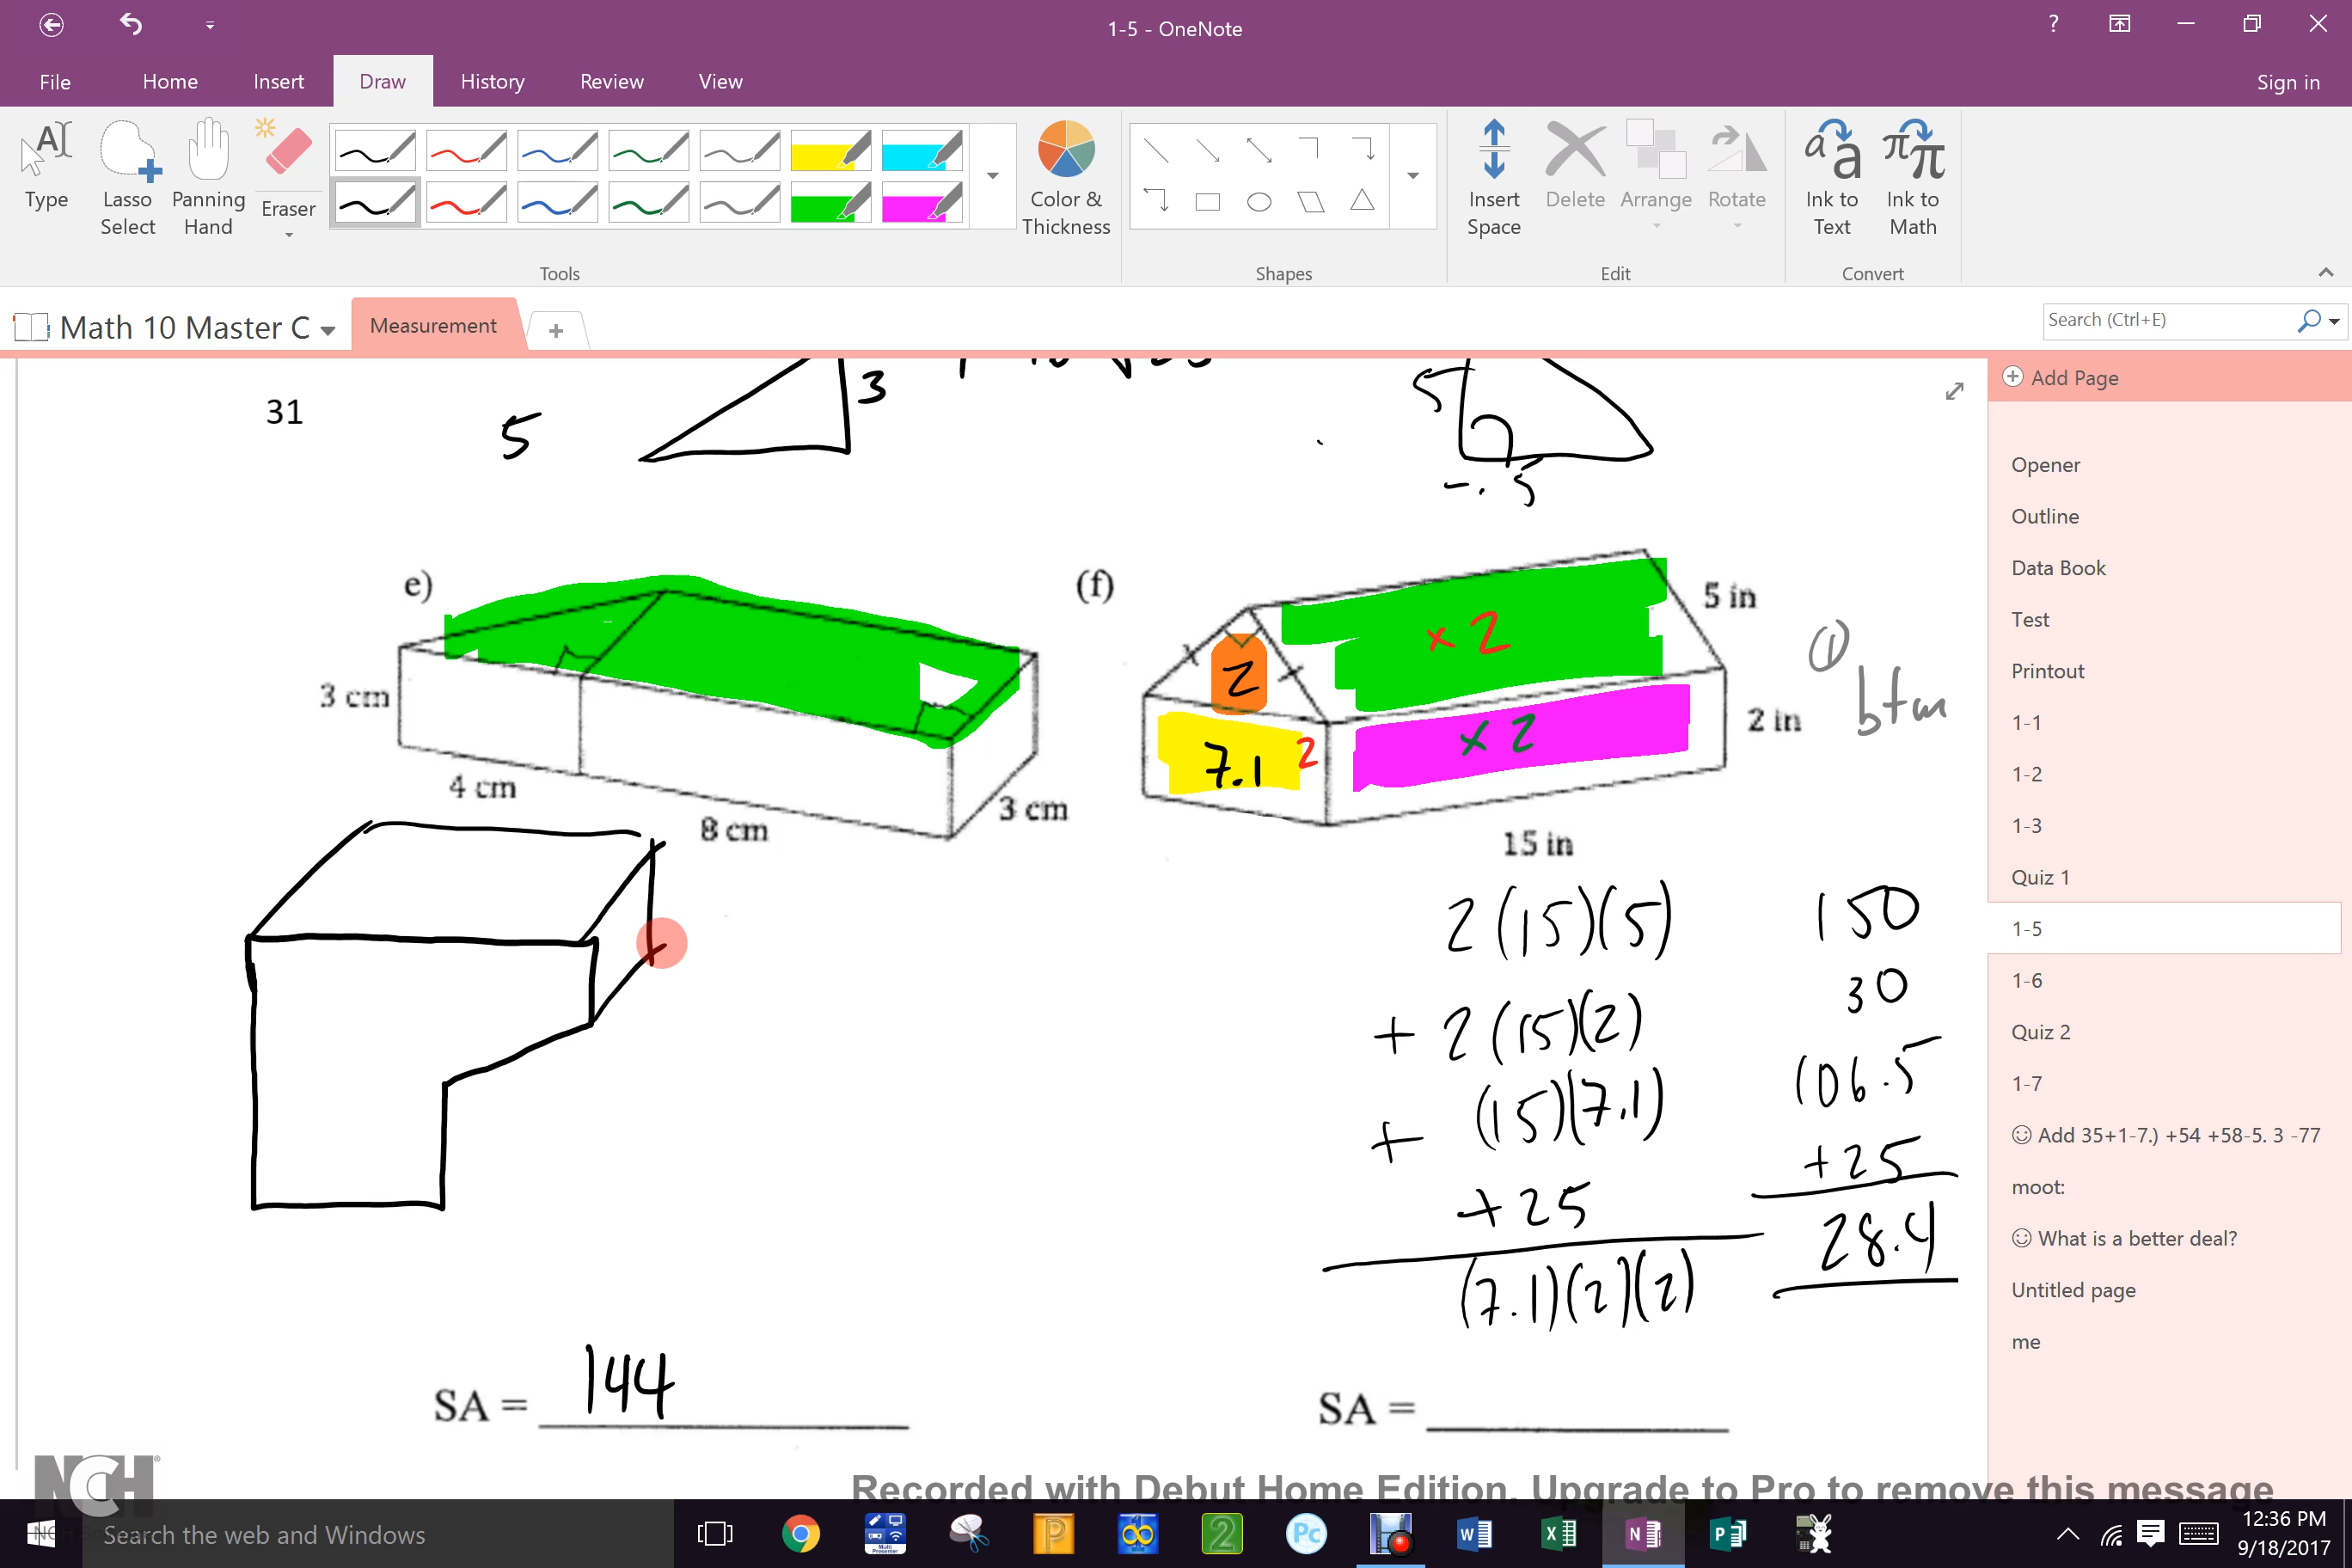 1-5 - OneNote
?
File
Home
Insert
Draw
History
Review
View
Sign in
Type
Lasso Select
Panning Hand
Eraser
Color & Thickness
Insert Space
Delete
Arrange
Rotate
Ink to Text
Ink to Math
Tools
Shapes
Edit
Convert
Math 10 Master C
Measurement
+
Search (Ctrl+E)
Add Page
31
5
3
5
5
e)
3 cm
4 cm
8 cm
3 cm
(f)
5 in
2 in
15 in
x 2
x 2
2
7.1
2
1
btm
2(15)(5)
+ 2(15)(2)
+ (15)(7.1)
+25
(7.1)(2)(2)
150
30
106.5
+25
28.4
SA = 144
SA =
Opener
Outline
Data Book
Test
Printout
1-1
1-2
1-3
Quiz 1
1-5
1-6
Quiz 2
1-7
☺ Add 35+1-7.) +54 +58-5. 3 -77
moot:
☺ What is a better deal?
Untitled page
me
NCH
Recorded with Debut Home Edition. Upgrade to Pro to remove this message
Search the web and Windows
12:36 PM
9/18/2017